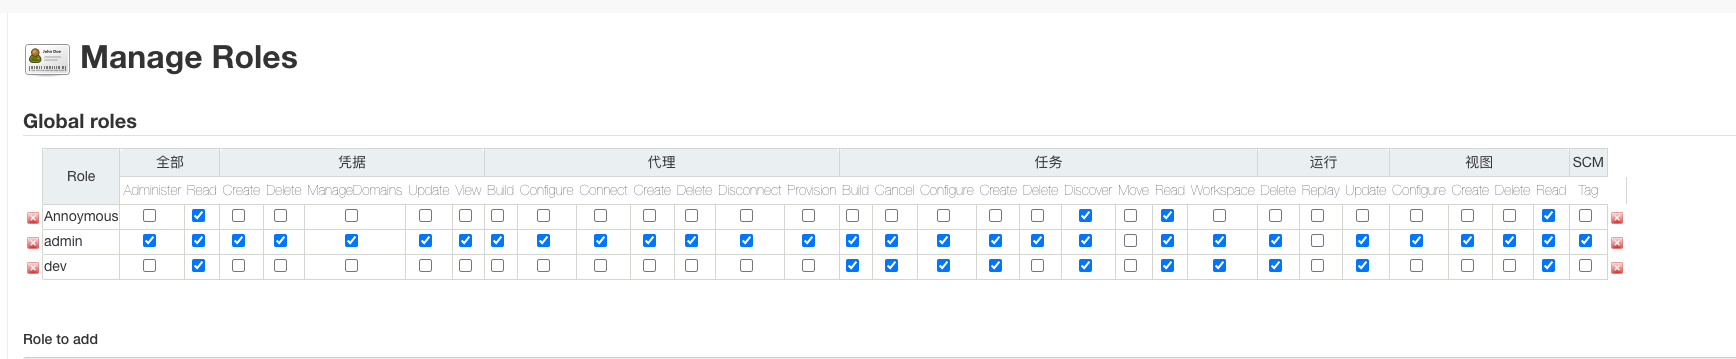 John Doe
Manage Roles
Global roles
Role 全部 凭据 代理 任务 运行 视图 SCM
Administer Read Create Delete ManageDomains Update View Build Configure Connect Create Delete Disconnect Provision Build Cancel Configure Create Delete Discover Move Read Workspace Delete Replay Update Configure Create Delete Read Tag
Annoymous
admin
dev
Role to add